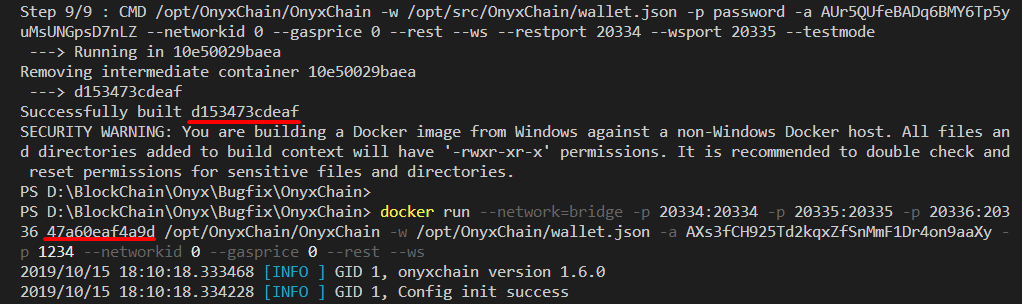 Step 9/9 : CMD /opt/OnyxChain/OnyxChain -w /opt/src/OnyxChain/wallet.json -p password -a AUr5QUfeBADq6BMY6Tp5y
uMsUNGpsD7nLZ --networkid 0 --gasprice 0 --rest --ws --restport 20334 --wsport 20335 --testmode
 ---> Running in 10e50029baea
Removing intermediate container 10e50029baea
 ---> d153473cdeaf
Successfully built d153473cdeaf
SECURITY WARNING: You are building a Docker image from Windows against a non-Windows Docker host. All files an
d directories added to build context will have '-rwxr-xr-x' permissions. It is recommended to double check and
 reset permissions for sensitive files and directories.
PS D:\BlockChain\Onyx\Bugfix\OnyxChain>
PS D:\BlockChain\Onyx\Bugfix\OnyxChain> docker run --network=bridge -p 20334:20334 -p 20335:20335 -p 20336:203
36 47a60eaf4a9d /opt/OnyxChain/OnyxChain -w /opt/OnyxChain/wallet.json -a AXs3fCH925Td2kqxZfSnMmF1Dr4on9aaXy -
p 1234 --networkid 0 --gasprice 0 --rest --ws
2019/10/15 18:10:18.333468 [INFO ] GID 1, onyxchain version 1.6.0
2019/10/15 18:10:18.334228 [INFO ] GID 1, Config init success